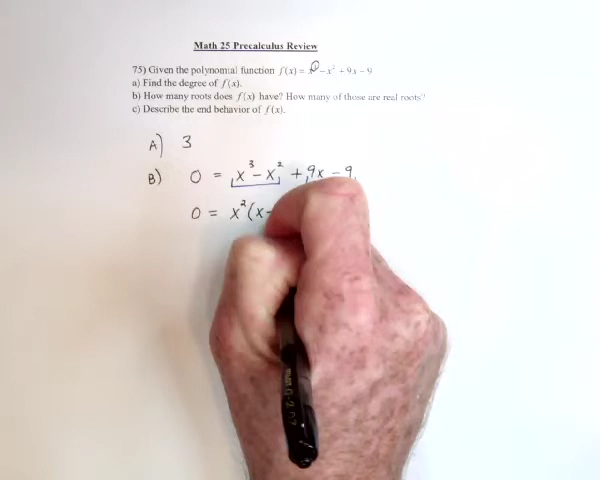 Math 25 Precalculus Review
75) Given the polynomial function f(x) = x³ − x² + 9x − 9
a) Find the degree of f(x).
b) How many roots does f(x) have? How many of those are real roots?
c) Describe the end behavior of f(x).
A) 3
B) 0 = x³ − x² + 9x − 9
0 = x²(x −